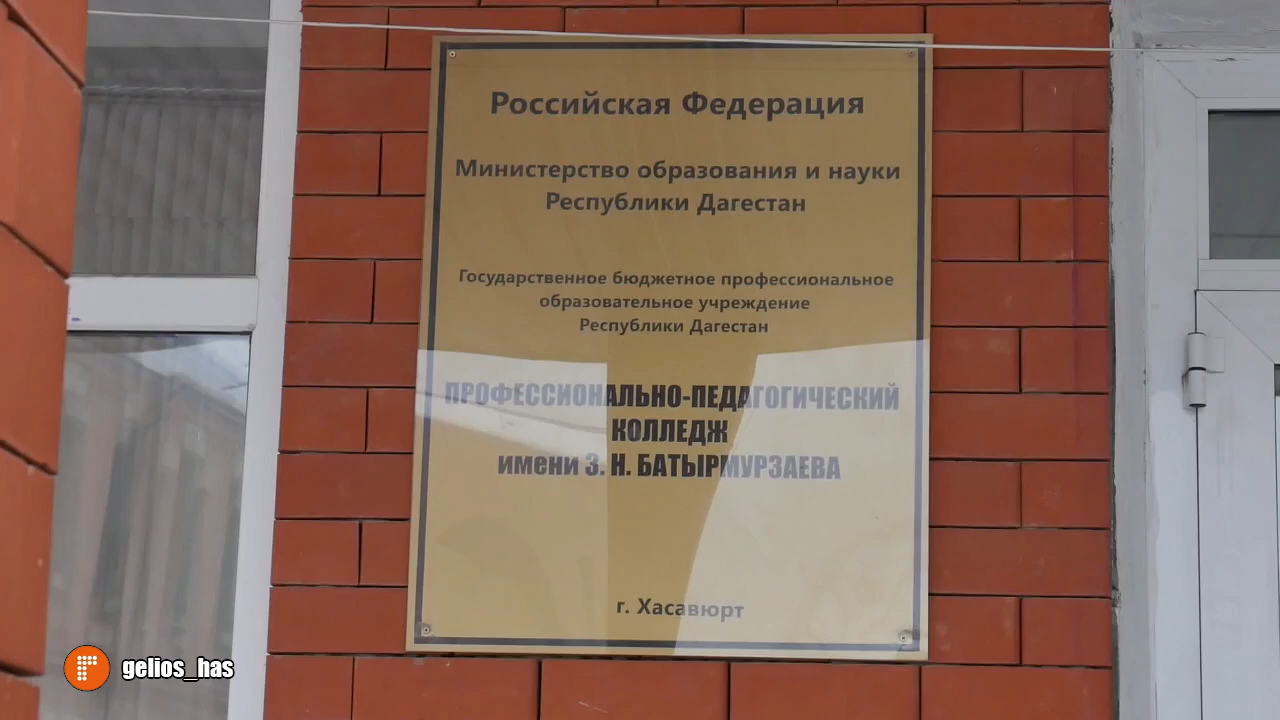 Российская Федерация
Министерство образования и науки
Республики Дагестан
Государственное бюджетное профессиональное
образовательное учреждение
Республики Дагестан
ПРОФЕССИОНАЛЬНО-ПЕДАГОГИЧЕСКИЙ
КОЛЛЕДЖ
имени З. Н. БАТЫРМУРЗАЕВА
г. Хасавюрт
gelios_has